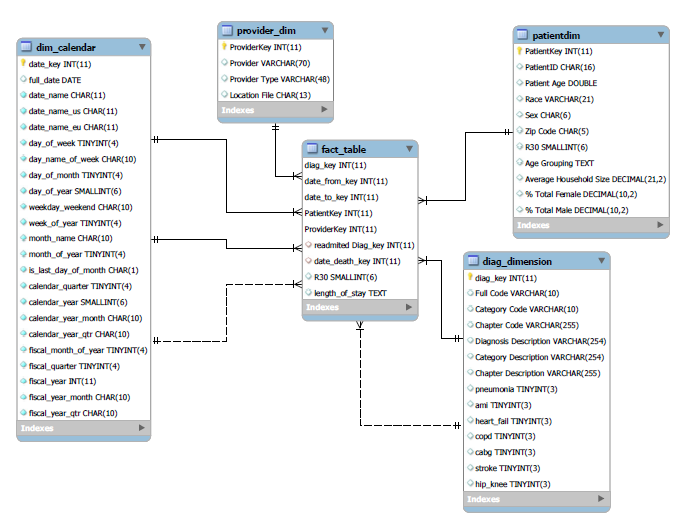 dim_calendar
date_key INT(11)
full_date DATE
date_name CHAR(11)
date_name_us CHAR(11)
date_name_eu CHAR(11)
day_of_week TINYINT(4)
day_name_of_week CHAR(10)
day_of_month TINYINT(4)
day_of_year SMALLINT(6)
weekday_weekend CHAR(10)
week_of_year TINYINT(4)
month_name CHAR(10)
month_of_year TINYINT(4)
is_last_day_of_month CHAR(1)
calendar_quarter TINYINT(4)
calendar_year SMALLINT(6)
calendar_year_month CHAR(10)
calendar_year_qtr CHAR(10)
fiscal_month_of_year TINYINT(4)
fiscal_quarter TINYINT(4)
fiscal_year INT(11)
fiscal_year_month CHAR(10)
fiscal_year_qtr CHAR(10)
Indexes
provider_dim
ProviderKey INT(11)
Provider VARCHAR(70)
Provider Type VARCHAR(48)
Location File CHAR(13)
Indexes
fact_table
diag_key INT(11)
date_from_key INT(11)
date_to_key INT(11)
PatientKey INT(11)
ProviderKey INT(11)
readmited Diag_key INT(11)
date_death_key INT(11)
R30 SMALLINT(6)
length_of_stay TEXT
Indexes
patientdim
PatientKey INT(11)
PatientID CHAR(16)
Patient Age DOUBLE
Race VARCHAR(21)
Sex CHAR(6)
Zip Code CHAR(5)
R30 SMALLINT(6)
Age Grouping TEXT
Average Household Size DECIMAL(21,2)
% Total Female DECIMAL(10,2)
% Total Male DECIMAL(10,2)
Indexes
diag_dimension
diag_key INT(11)
Full Code VARCHAR(10)
Category Code VARCHAR(10)
Chapter Code VARCHAR(255)
Diagnosis Description VARCHAR(254)
Category Description VARCHAR(254)
Chapter Description VARCHAR(255)
pneumonia TINYINT(3)
ami TINYINT(3)
heart_fail TINYINT(3)
copd TINYINT(3)
cabg TINYINT(3)
stroke TINYINT(3)
hip_knee TINYINT(3)
Indexes